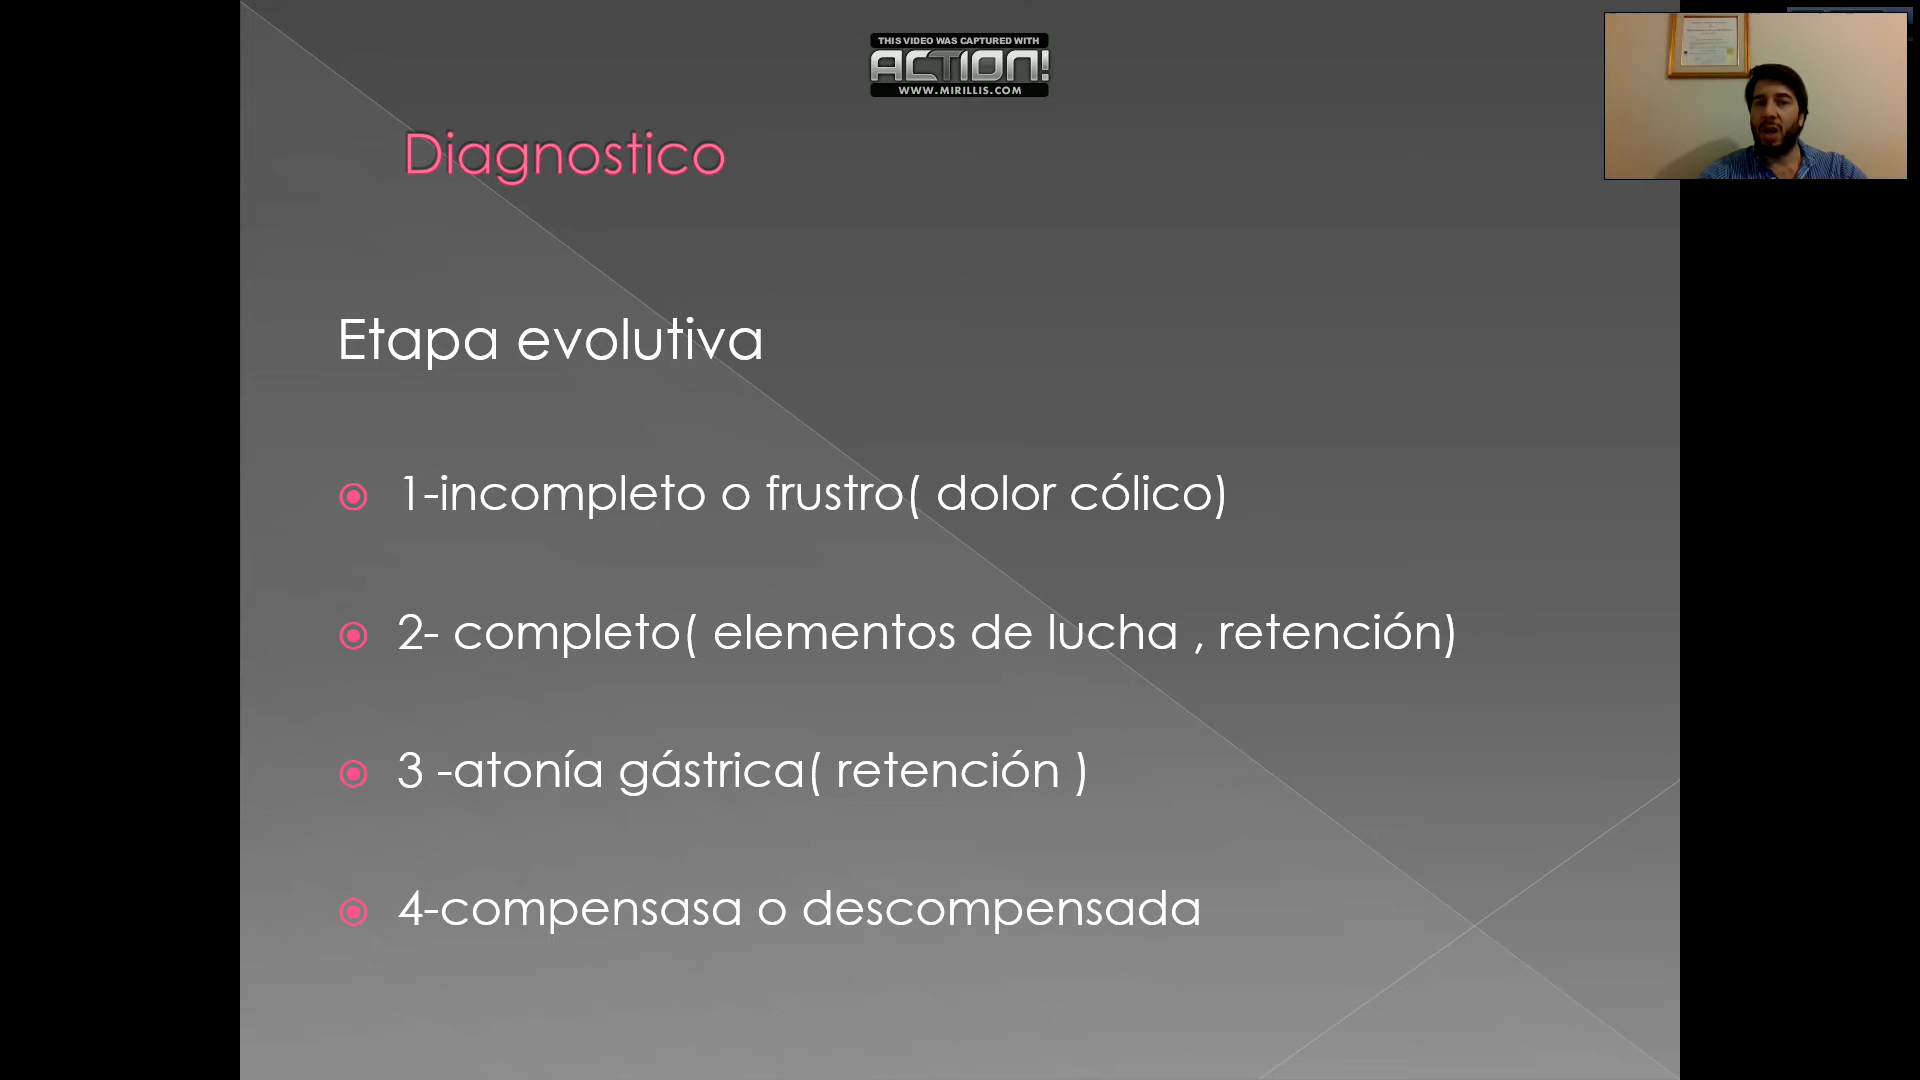 THIS VIDEO WAS CAPTURED WITH
ACTION!
WWW.MIRILLIS.COM
Diagnostico
Etapa evolutiva
1-incompleto o frustro( dolor cólico)
2- completo( elementos de lucha , retención)
3 -atonía gástrica( retención )
4-compensasa o descompensada